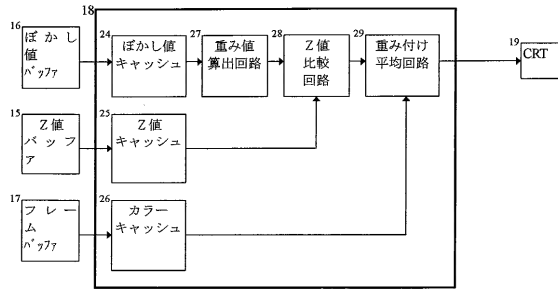 18
16
ぼかし
値
バッファ
24
ぼかし値
キャッシュ
27
重み値
算出回路
28
Z値
比較
回路
29
重み付け
平均回路
19
CRT
15
Z値
バッフ
ァ
25
Z値
キャッシュ
17
フレー
ム
バッファ
26
カラー
キャッシュ